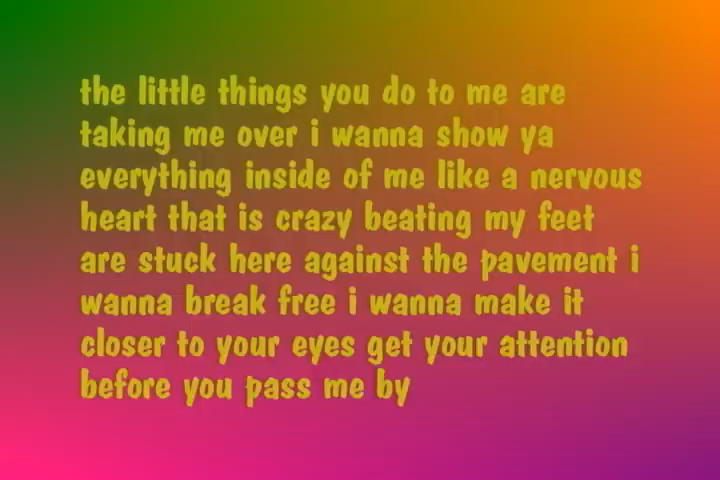 the little things you do to me are
taking me over i wanna show ya
everything inside of me like a nervous
heart that is crazy beating my feet
are stuck here against the pavement i
wanna break free i wanna make it
closer to your eyes get your attention
before you pass me by